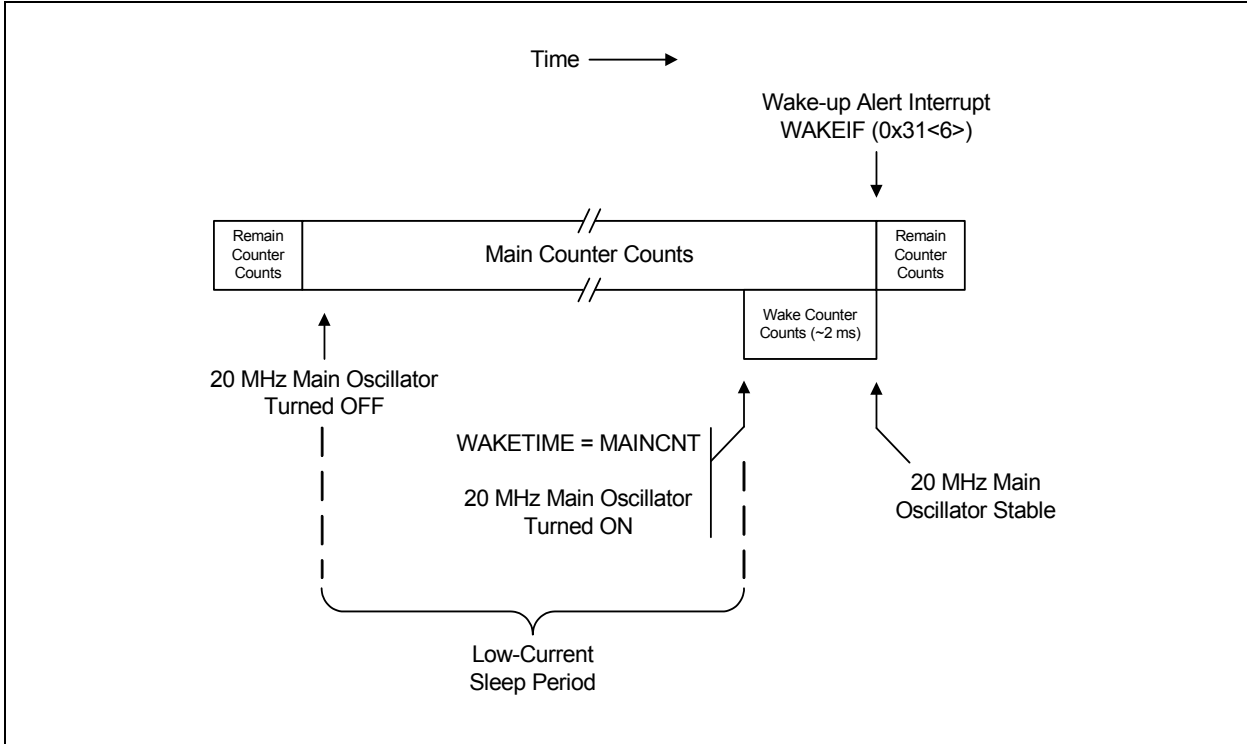 Time
Wake-up Alert Interrupt
WAKEIF (0x31<6>)
Remain
Counter
Counts
Main Counter Counts
Remain
Counter
Counts
Wake Counter
Counts (~2 ms)
20 MHz Main Oscillator
Turned OFF
WAKETIME = MAINCNT
20 MHz Main Oscillator
Turned ON
20 MHz Main
Oscillator Stable
Low-Current
Sleep Period